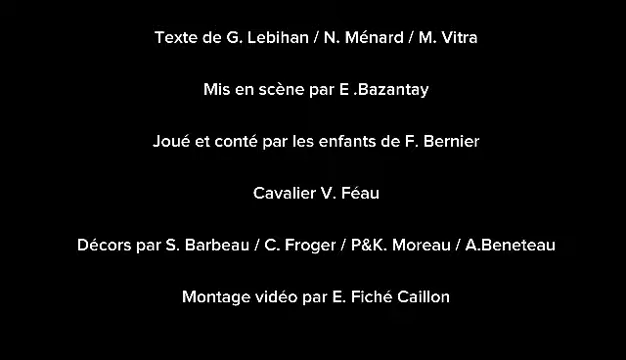 Texte de G. Lebihan / N. Ménard / M. Vitra
Mis en scène par E .Bazantay
Joué et conté par les enfants de F. Bernier
Cavalier V. Féau
Décors par S. Barbeau / C. Froger / P&K. Moreau / A.Beneteau
Montage vidéo par E. Fiché Caillon